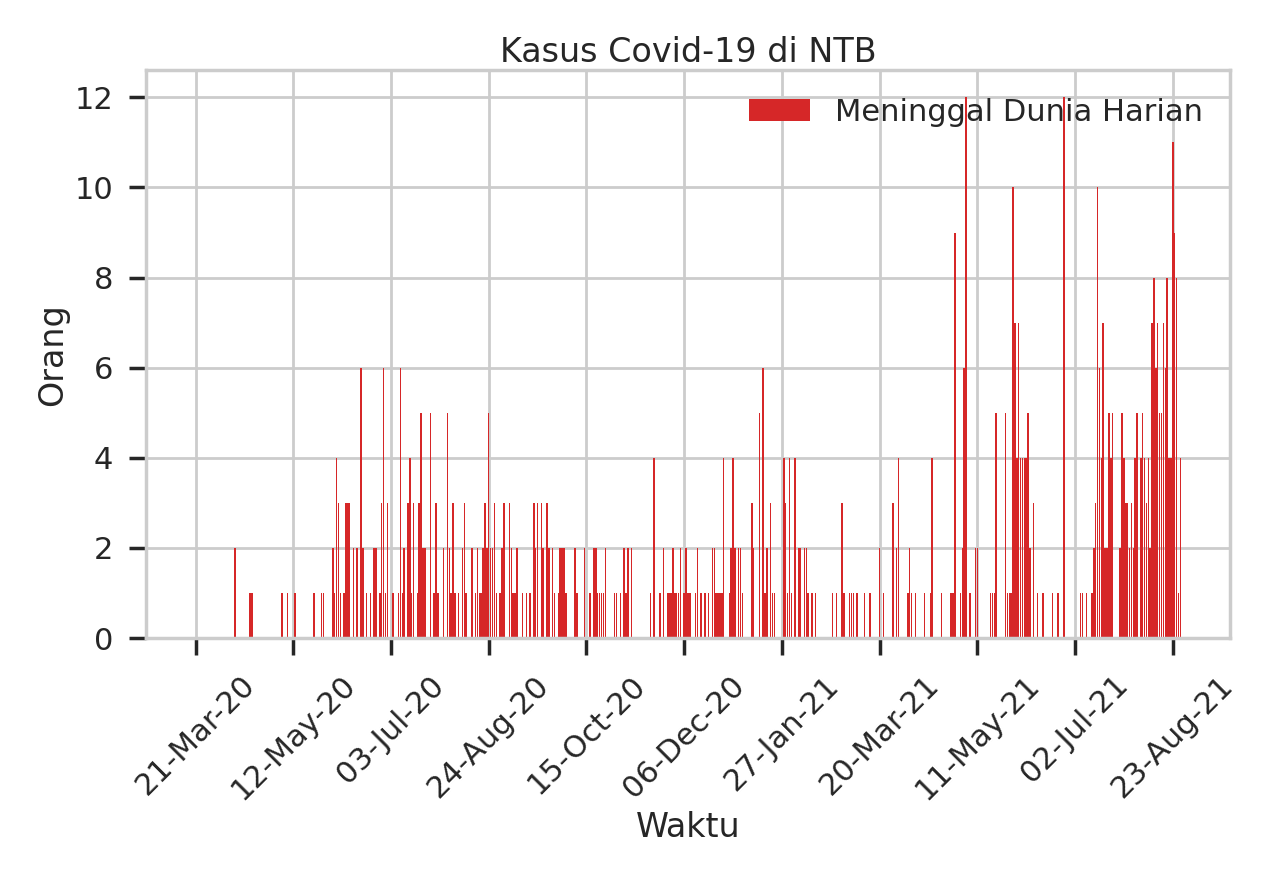 Kasus Covid-19 di NTB
Meninggal Dunia Harian
12
10
8
6
4
2
0
Orang
21-Mar-20
12-May-20
03-Jul-20
24-Aug-20
15-Oct-20
06-Dec-20
27-Jan-21
20-Mar-21
11-May-21
02-Jul-21
23-Aug-21
Waktu